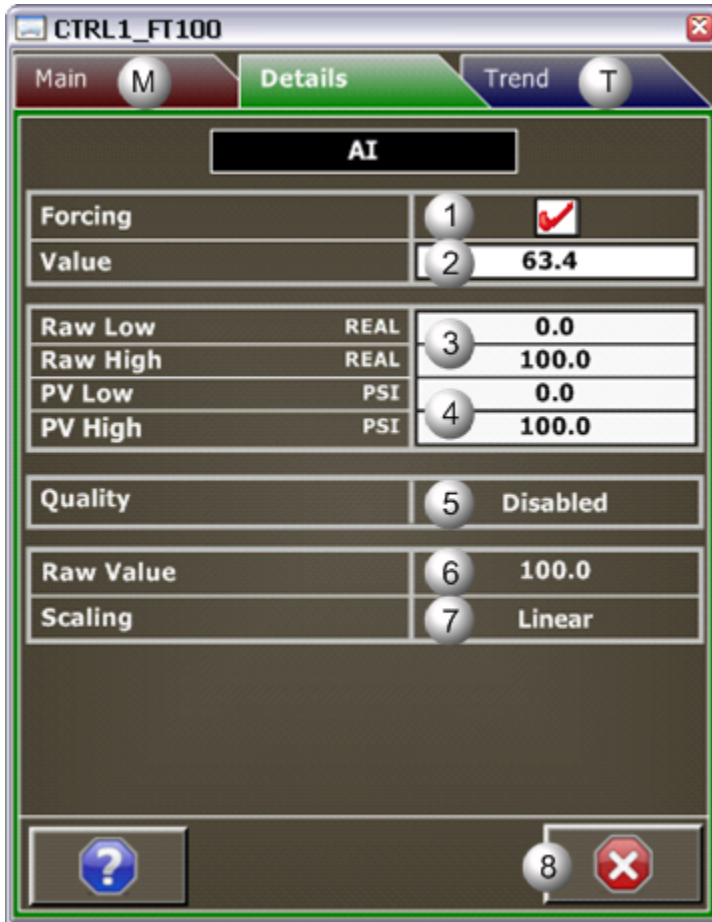 CTRL1_FT100
Main M Details Trend T
AI
Forcing 1
Value 2 63.4
Raw Low REAL 0.0
3
Raw High REAL 100.0
PV Low PSI 0.0
4
PV High PSI 100.0
Quality 5 Disabled
Raw Value 6 100.0
Scaling 7 Linear
? 8